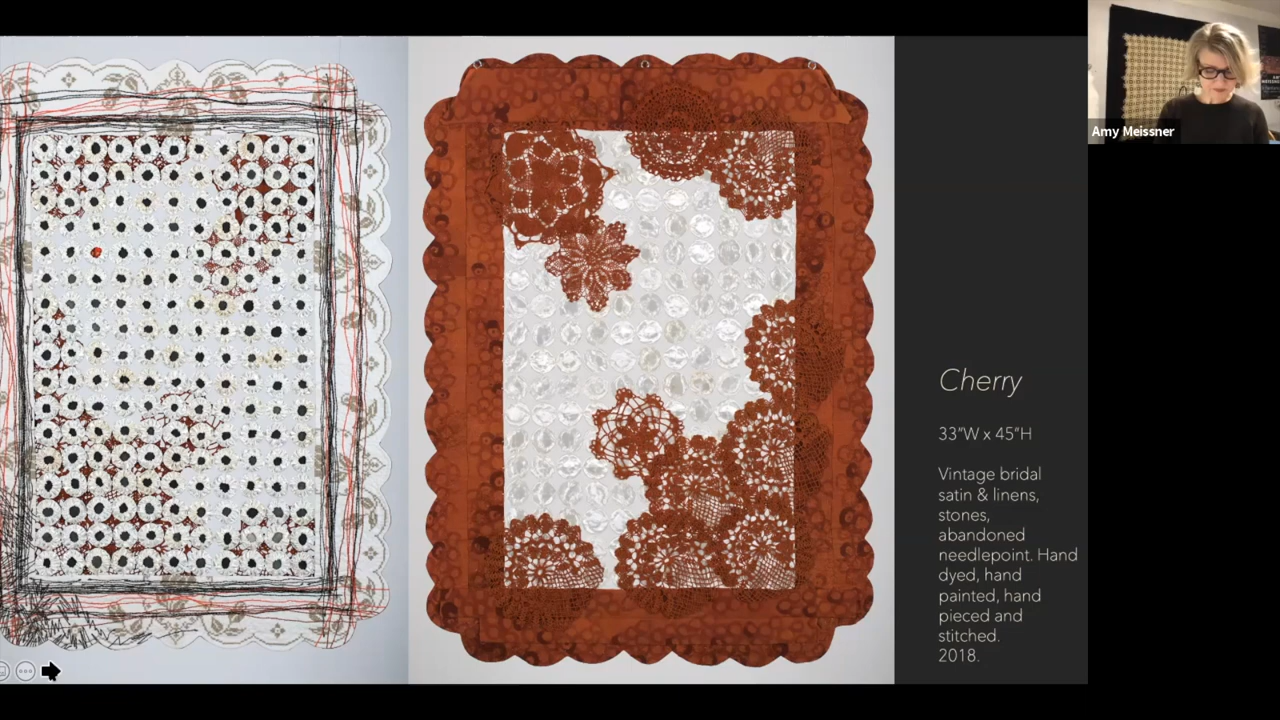 Cherry
33"W x 45"H
Vintage bridal
satin & linens,
stones,
abandoned
needlepoint. Hand
dyed, hand
painted, hand
pieced and
stitched.
2018.
Amy Meissner